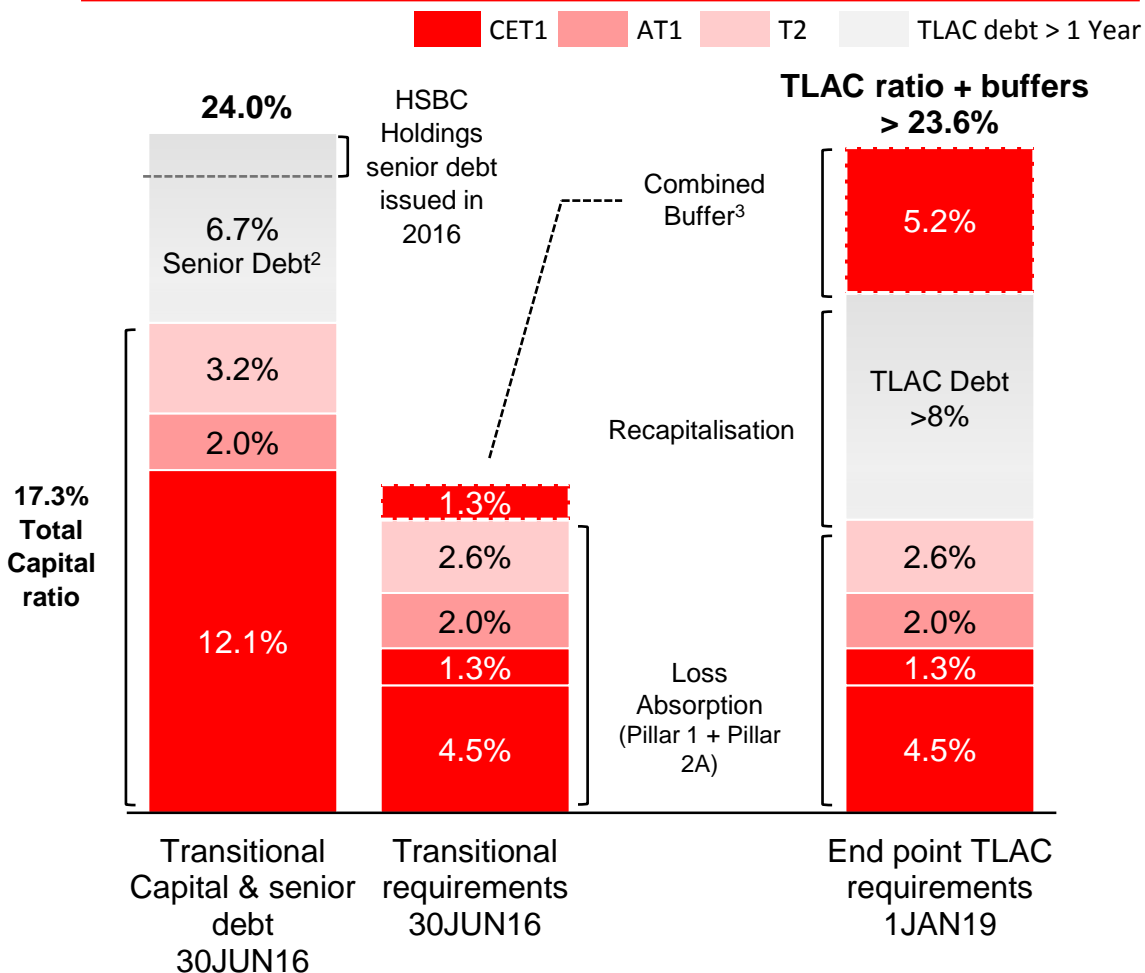 CET1
AT1
T2
TLAC debt > 1 Year
24.0%
HSBC
Holdings
senior debt
issued in
2016
6.7%
Senior Debt²
3.2%
2.0%
12.1%
17.3%
Total
Capital
ratio
1.3%
2.6%
2.0%
1.3%
4.5%
Combined
Buffer³
Recapitalisation
Loss
Absorption
(Pillar 1 + Pillar
2A)
TLAC ratio + buffers
> 23.6%
5.2%
TLAC Debt
>8%
2.6%
2.0%
1.3%
4.5%
Transitional
Capital & senior
debt
30JUN16
Transitional
requirements
30JUN16
End point TLAC
requirements
1JAN19